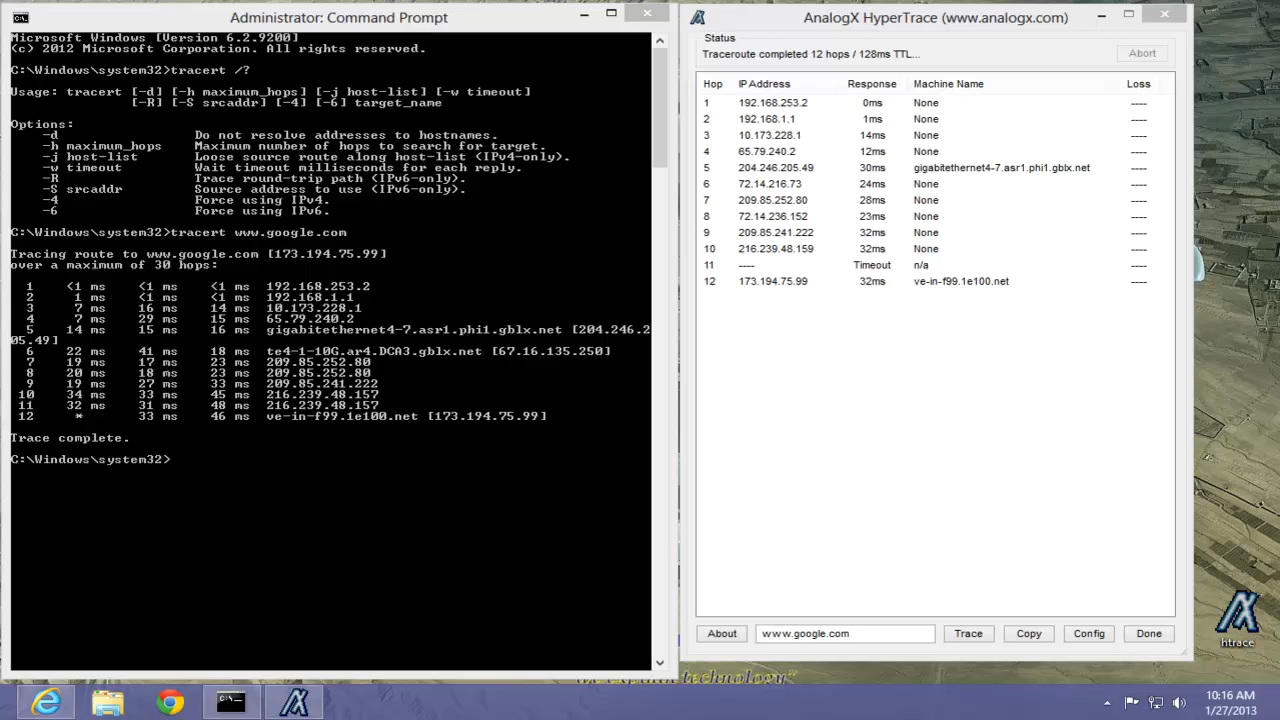 Administrator: Command Prompt
Microsoft Windows [Version 6.2.9200]
(c) 2012 Microsoft Corporation. All rights reserved.
C:\Windows\system32>tracert /?
Usage: tracert [-d] [-h maximum_hops] [-j host-list] [-w timeout]
[-R] [-S srcaddr] [-4] [-6] target_name
Options:
-d Do not resolve addresses to hostnames.
-h maximum_hops Maximum number of hops to search for target.
-j host-list Loose source route along host-list (IPv4-only).
-w timeout Wait timeout milliseconds for each reply.
-R Trace round-trip path (IPv6-only).
-S srcaddr Source address to use (IPv6-only).
-4 Force using IPv4.
-6 Force using IPv6.
C:\Windows\system32>tracert www.google.com
Tracing route to www.google.com [173.194.75.99]
over a maximum of 30 hops:
1 <1 ms <1 ms <1 ms 192.168.253.2
2 1 ms <1 ms <1 ms 192.168.1.1
3 7 ms 16 ms 14 ms 10.173.228.1
4 7 ms 29 ms 15 ms 65.79.240.2
5 14 ms 15 ms 16 ms gigabitethernet4-7.asr1.phi1.gblx.net [204.246.2
05.49]
6 22 ms 41 ms 18 ms te4-1-10G.ar4.DCA3.gblx.net [67.16.135.250]
7 19 ms 17 ms 23 ms 209.85.252.80
8 20 ms 18 ms 23 ms 209.85.252.80
9 19 ms 27 ms 33 ms 209.85.241.222
10 34 ms 33 ms 45 ms 216.239.48.157
11 32 ms 31 ms 48 ms 216.239.48.157
12 * 33 ms 46 ms ve-in-f99.1e100.net [173.194.75.99]
Trace complete.
C:\Windows\system32>
AnalogX HyperTrace (www.analogx.com)
Status
Traceroute completed 12 hops / 128ms TTL...
Abort
Hop IP Address Response Machine Name Loss
1 192.168.253.2 0ms None ----
2 192.168.1.1 1ms None ----
3 10.173.228.1 14ms None ----
4 65.79.240.2 12ms None ----
5 204.246.205.49 30ms gigabitethernet4-7.asr1.phi1.gblx.net ----
6 72.14.216.73 24ms None ----
7 209.85.252.80 28ms None ----
8 72.14.236.152 23ms None ----
9 209.85.241.222 32ms None ----
10 216.239.48.159 32ms None ----
11 ---- Timeout n/a ----
12 173.194.75.99 32ms ve-in-f99.1e100.net ----
About www.google.com Trace Copy Config Done
htrace
technology"
10:16 AM
1/27/2013